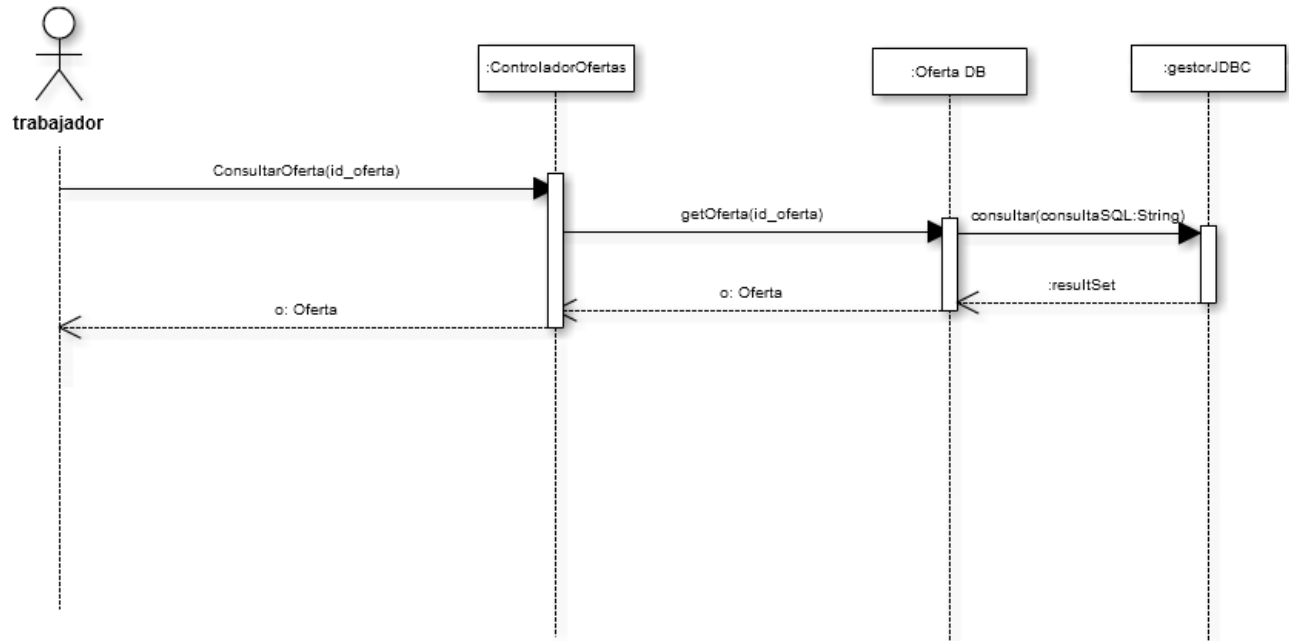 :ControladorOfertas
:Oferta DB
:gestorJDBC
trabajador
ConsultarOferta(id_oferta)
getOferta(id_oferta)
consultar(consultaSQL:String)
:resultSet
o: Oferta
o: Oferta